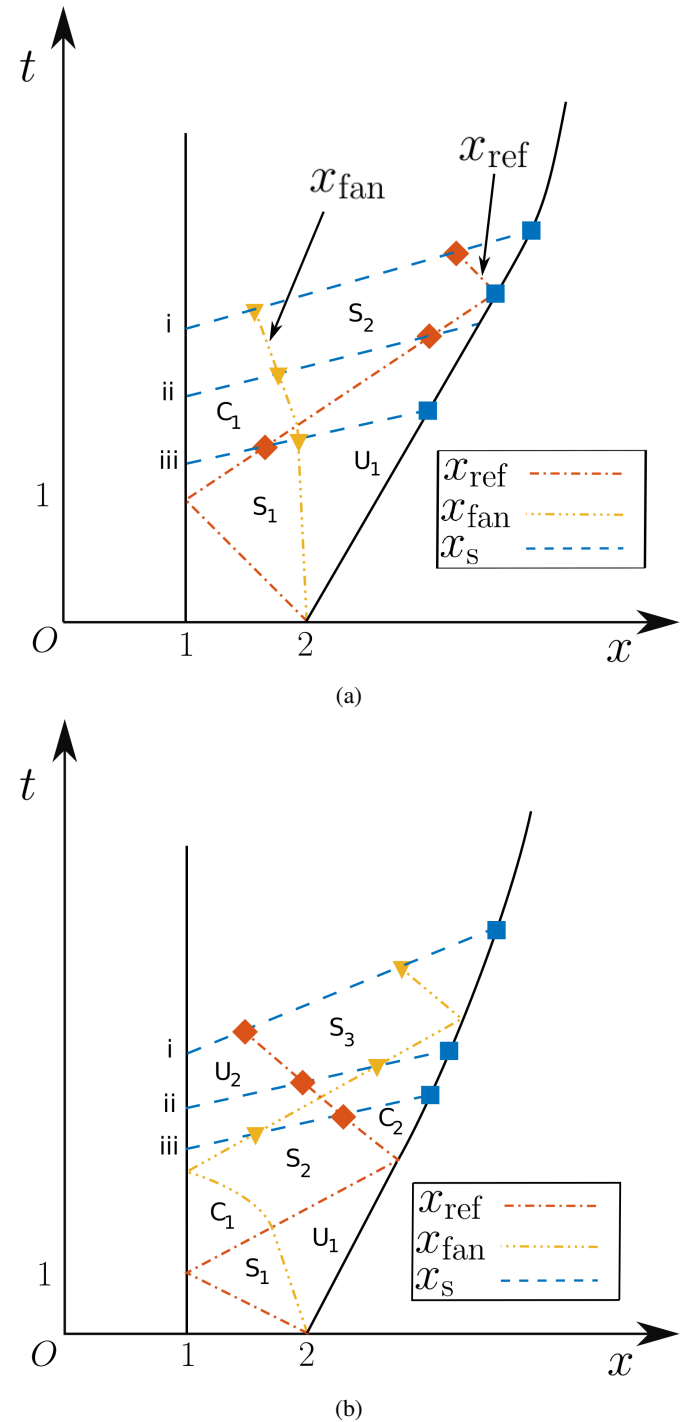 t
x_ref
x_fan
i
S_2
ii
C_1
iii
U_1
x_ref
x_fan
x_s
1
S_1
O
1
2
x
(a)
t
i
S_3
U_2
ii
iii
C_2
S_2
C_1
U_1
x_ref
x_fan
x_s
1
S_1
O
1
2
x
(b)